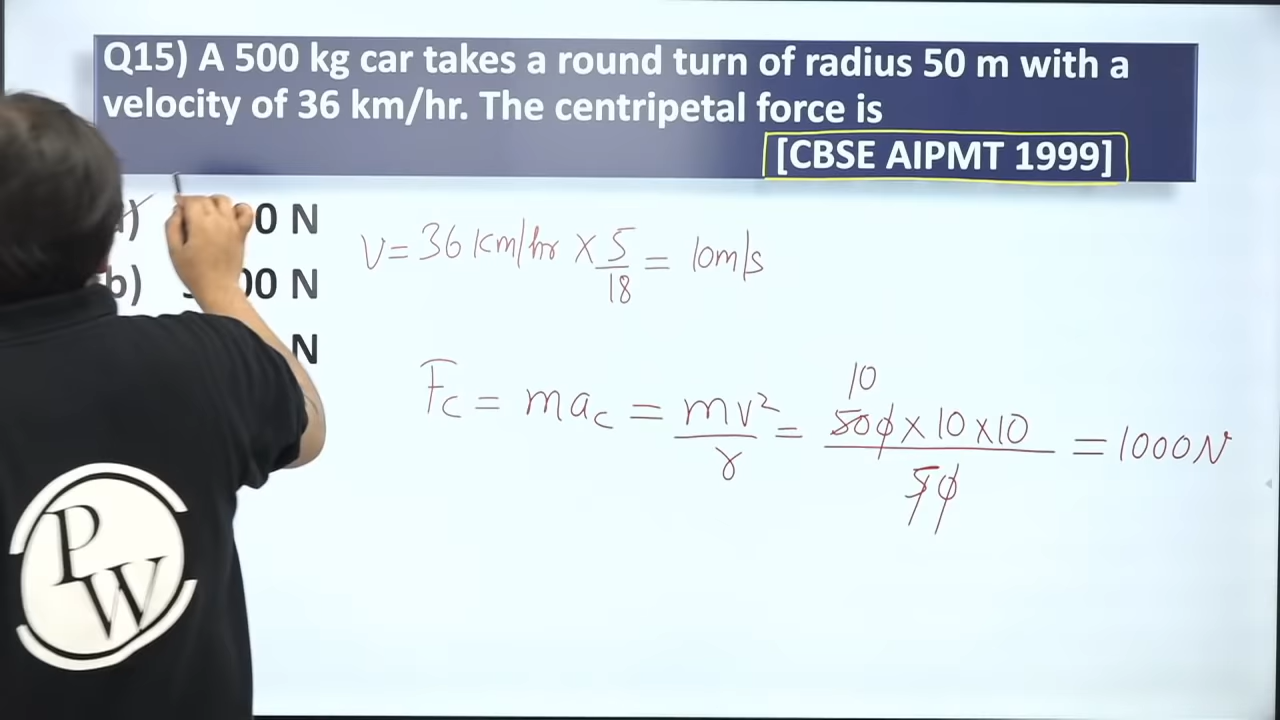 Q15) A 500 kg car takes a round turn of radius 50 m with a
velocity of 36 km/hr. The centripetal force is
[CBSE AIPMT 1999]
0 N
b) 00 N
N
V = 36 km/hr × 5/18 = 10m/s
Fc = mac = mv²/r = 500 × 10 × 10/50 = 1000N
10
PW